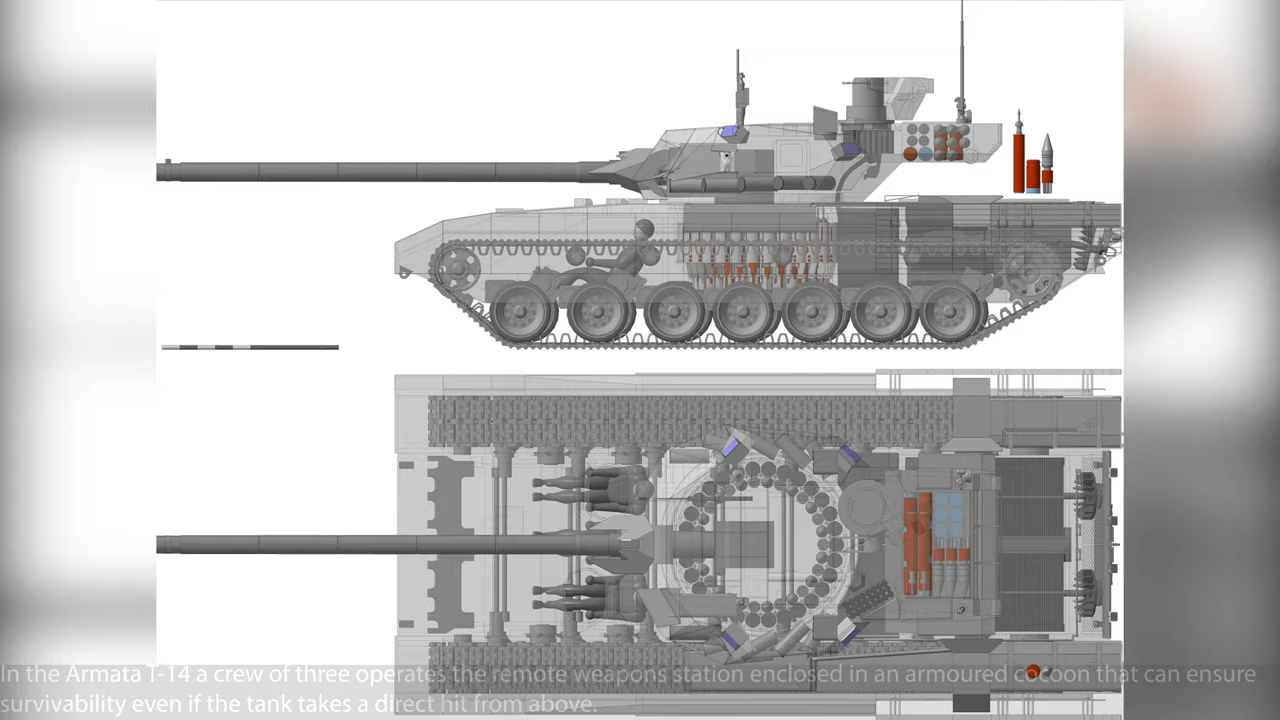 In the Armata T-14 a crew of three operates the remote weapons station enclosed in an armoured cocoon that can ensure
survivability even if the tank takes a direct hit from above.